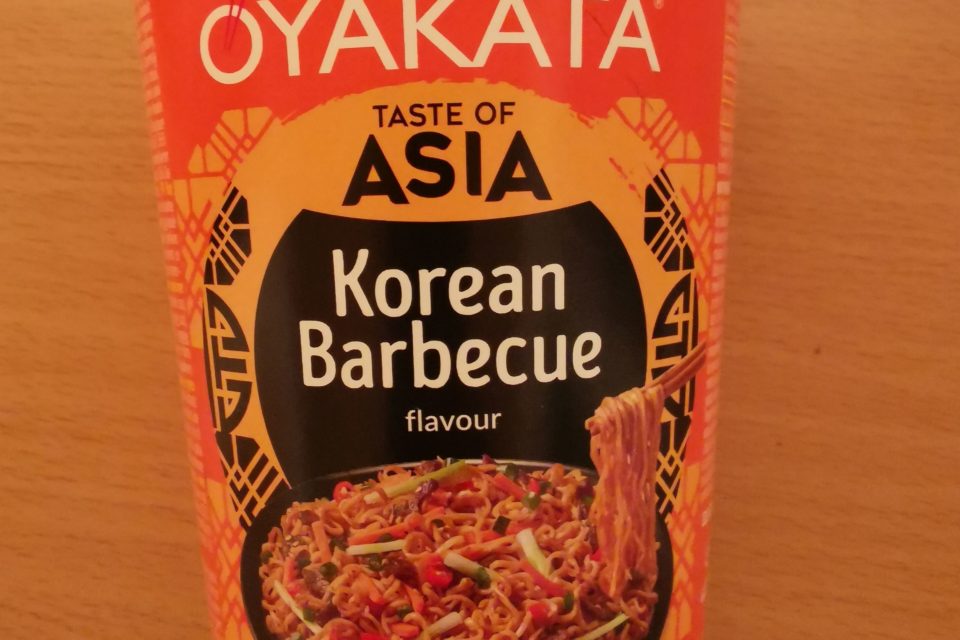 OYAKATA
TASTE OF
ASIA
Korean
Barbecue
flavour